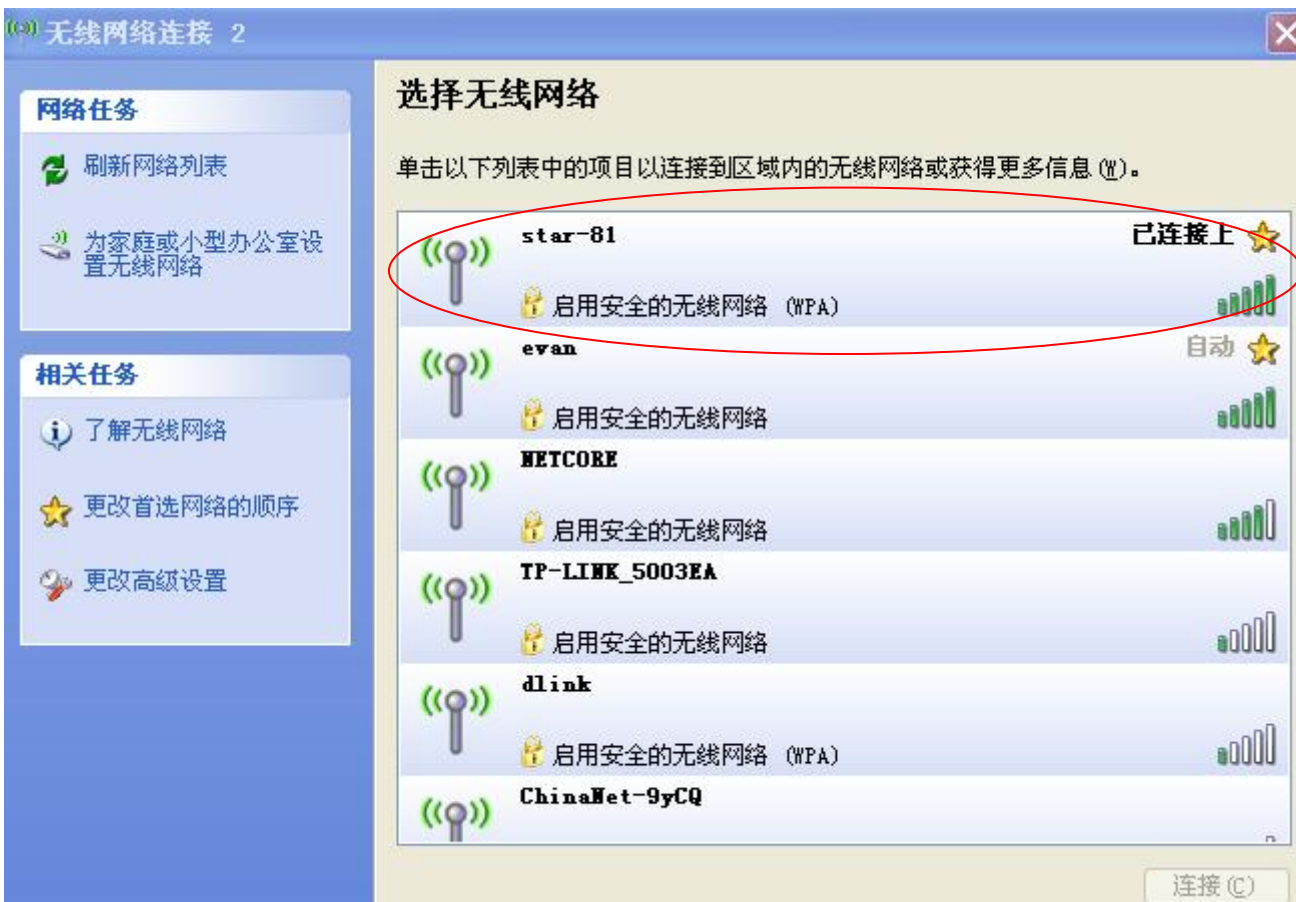 无线网络连接 2
网络任务
刷新网络列表
为家庭或小型办公室设
置无线网络
相关任务
了解无线网络
更改首选网络的顺序
更改高级设置
选择无线网络
单击以下列表中的项目以连接到区域内的无线网络或获得更多信息(W)。
star-81
已连接上
启用安全的无线网络 (WPA)
evan
自动
启用安全的无线网络
NETCORE
启用安全的无线网络
TP-LINK_5003EA
启用安全的无线网络
dlink
启用安全的无线网络 (WPA)
ChinaNet-9yCQ
连接(C)